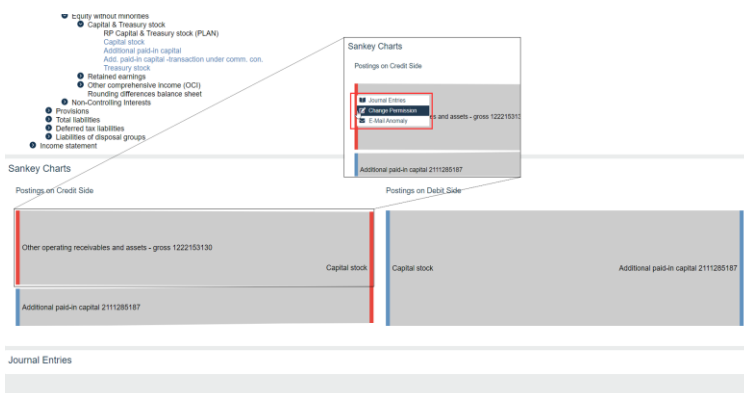 Equity without minorities
Capital & Treasury stock
RP Capital & Treasury stock (PLAN)
Capital stock
Additional paid-in capital
Add. paid-in capital -transaction under comm. con.
Treasury stock
Retained earnings
Other comprehensive income (OCI)
Rounding differences balance sheet
Non-Controlling Interests
Provisions
Total liabilities
Deferred tax liabilities
Liabilities of disposal groups
Income statement
Sankey Charts
Postings on Credit Side
Journal Entries
Change Permission
E-Mail Anomaly
es and assets - gross 12221531
Additional paid-in capital 2111285187
Sankey Charts
Postings on Credit Side
Postings on Debit Side
Other operating receivables and assets - gross 1222153130
Capital stock
Additional paid-in capital 2111285187
Capital stock
Additional paid-in capital 2111285187
Journal Entries